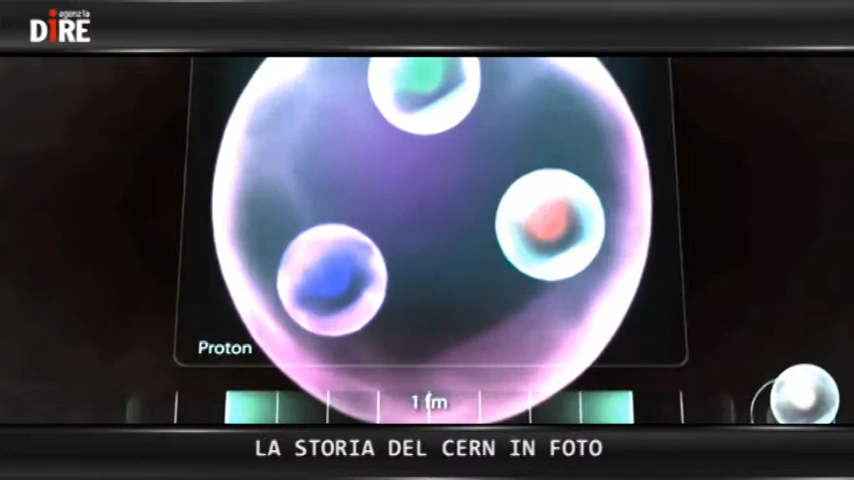 agenzia
DiRE
Proton
1 fm
LA STORIA DEL CERN IN FOTO